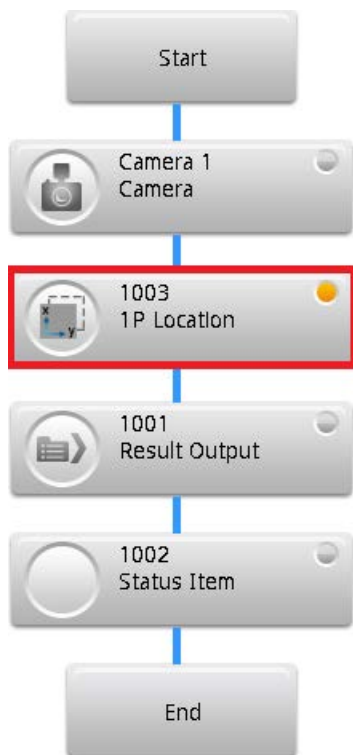 Start
Camera 1
Camera
1003
1P Location
1001
Result Output
1002
Status Item
End